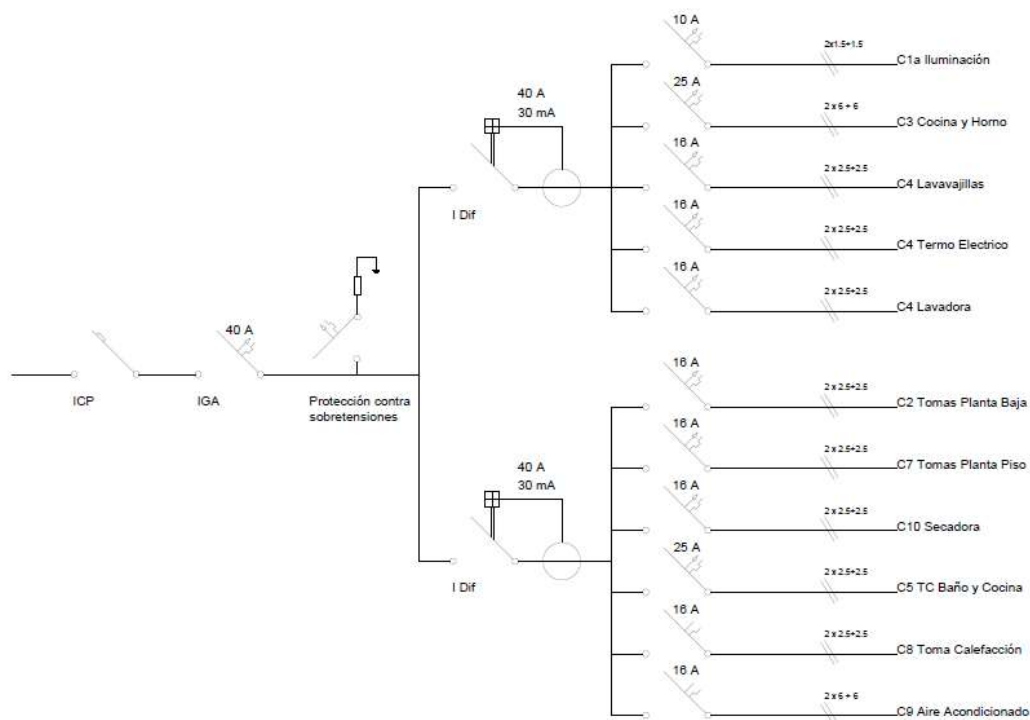 10 A
2x1.5+1.5
C1a Iluminación
25 A
2 x 6 + 6
C3 Cocina y Horno
40 A
30 mA
16 A
2 x 2.5+2.5
C4 Lavavajillas
I Dif
16 A
2 x 2.5+2.5
C4 Termo Electrico
16 A
2 x 2.5+2.5
C4 Lavadora
40 A
ICP
IGA
Protección contra
sobretensiones
16 A
2 x 2.5+2.5
C2 Tomas Planta Baja
16 A
2 x 2.5+2.5
C7 Tomas Planta Piso
40 A
30 mA
16 A
2 x 2.5+2.5
C10 Secadora
I Dif
25 A
2 x 2.5+2.5
C5 TC Baño y Cocina
16 A
2 x 2.5+2.5
C8 Toma Calefacción
16 A
2 x 6 + 6
C9 Aire Acondicionado